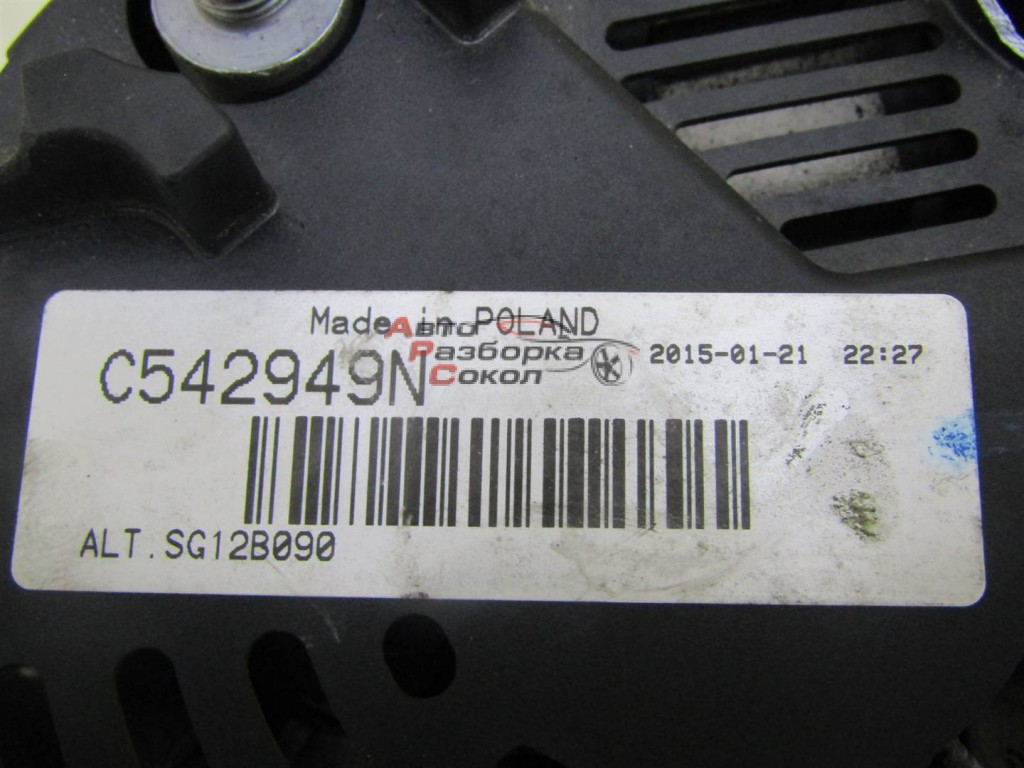 Made in POLAND
C542949N
2015-01-21 22:27
Авто
Разборка
Сокол
ALT.SG12B090